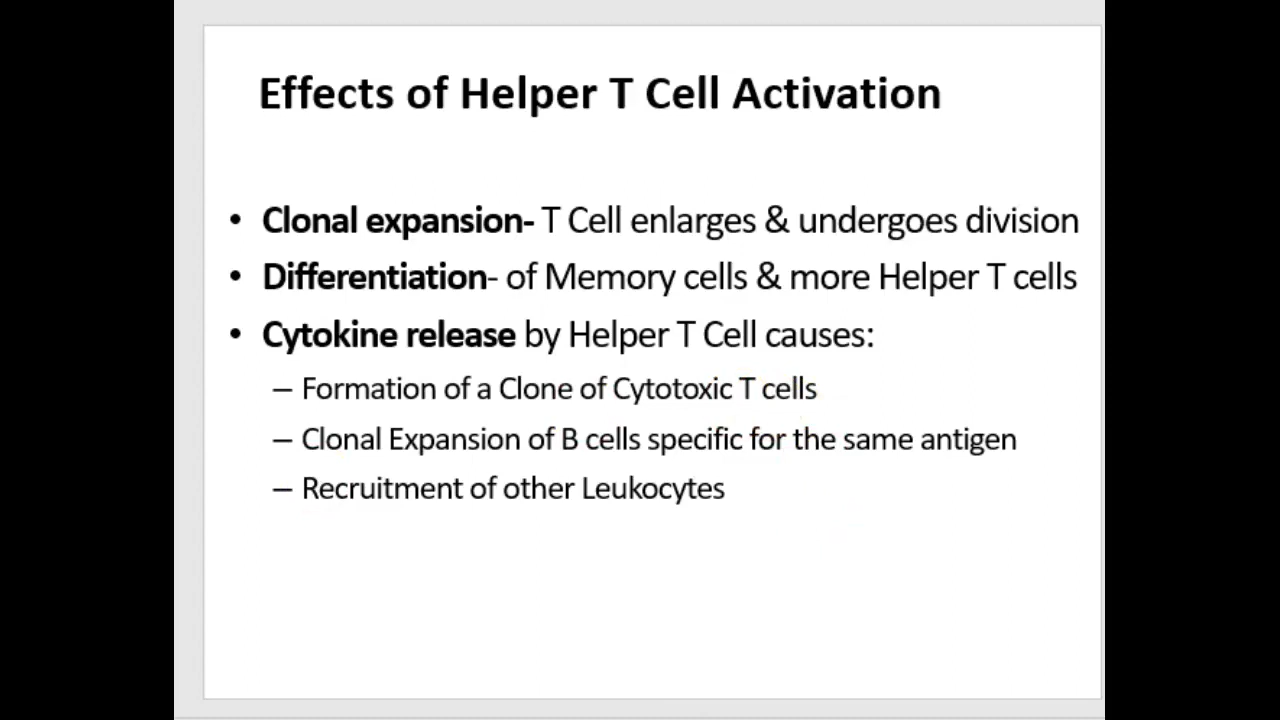 Effects of Helper T Cell Activation
• Clonal expansion- T Cell enlarges & undergoes division
• Differentiation- of Memory cells & more Helper T cells
• Cytokine release by Helper T Cell causes:
– Formation of a Clone of Cytotoxic T cells
– Clonal Expansion of B cells specific for the same antigen
– Recruitment of other Leukocytes